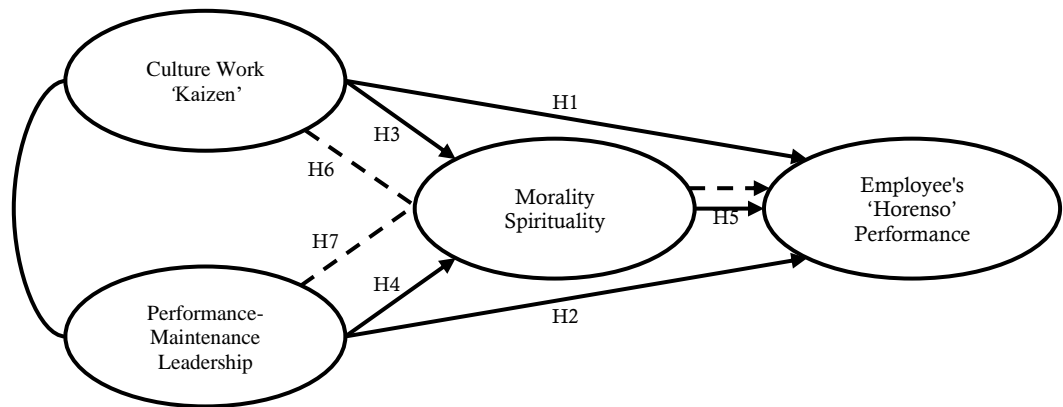 Culture Work
‘Kaizen’
H1
H3
H6
Morality
Spirituality
Employee's
‘Horenso’
Performance
H5
H7
H4
H2
Performance-
Maintenance
Leadership